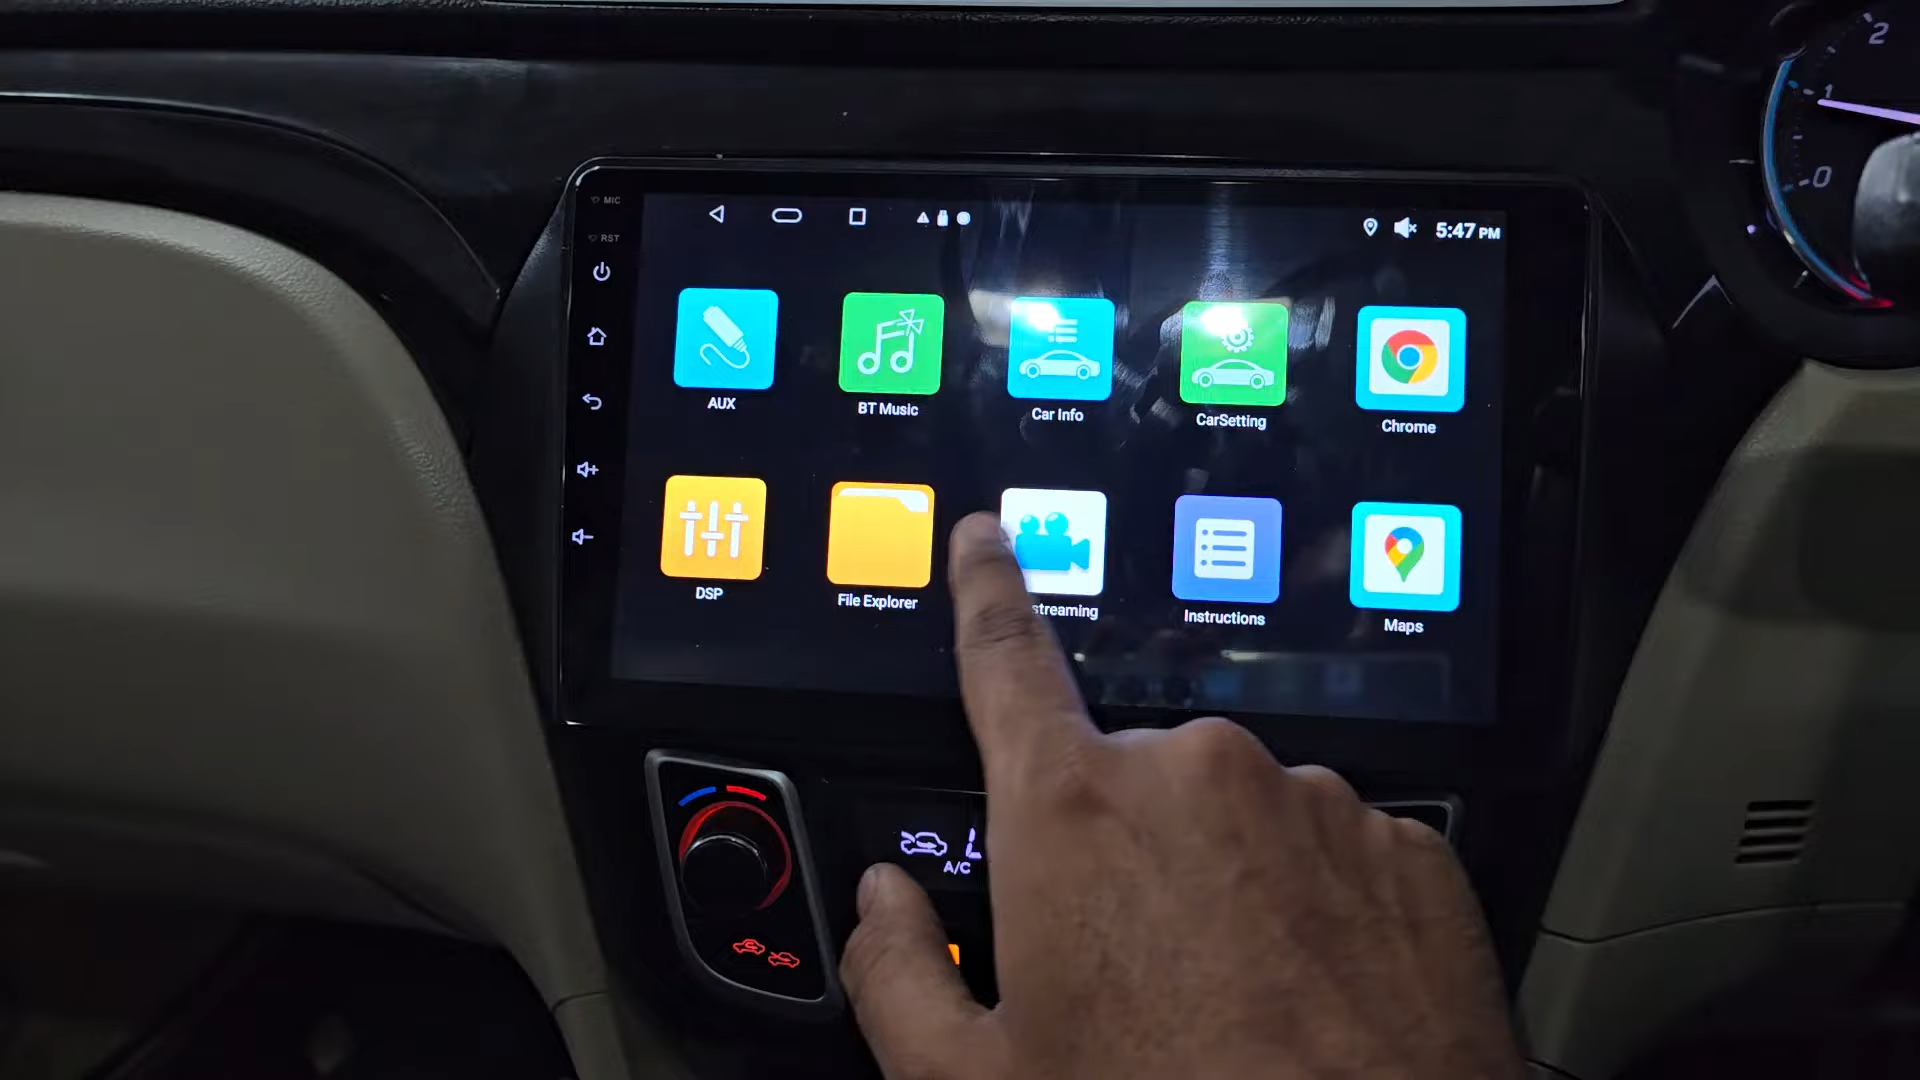 2
1
0
MIC
RST
5:47 PM
AUX
BT Music
Car Info
CarSetting
Chrome
DSP
File Explorer
streaming
Instructions
Maps
A/C